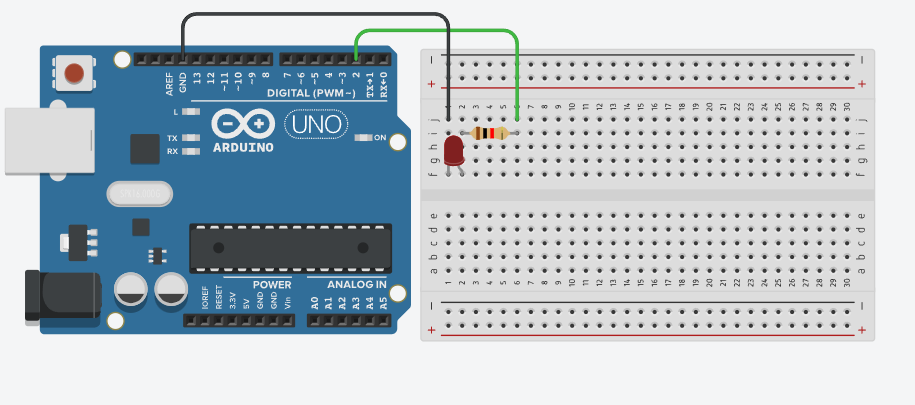 AREF
GND
13
12
~11
~10
~9
8
7
~6
~5
4
~3
2
TX→1
RX←0
DIGITAL (PWM~)
L
TX
RX
ARDUINO
UNO
ON
POWER
ANALOG IN
IOREF
RESET
3.3V
5V
GND
GND
Vin
A0
A1
A2
A3
A4
A5
− −
+ +
1 2 3 4 5 6 7 8 9 10 11 12 13 14 15 16 17 18 19 20 21 22 23 24 25 26 27 28 29 30
j j
i i
h h
g g
f f
e e
d d
c c
b b
a a
1 2 3 4 5 6 7 8 9 10 11 12 13 14 15 16 17 18 19 20 21 22 23 24 25 26 27 28 29 30
− −
+ +